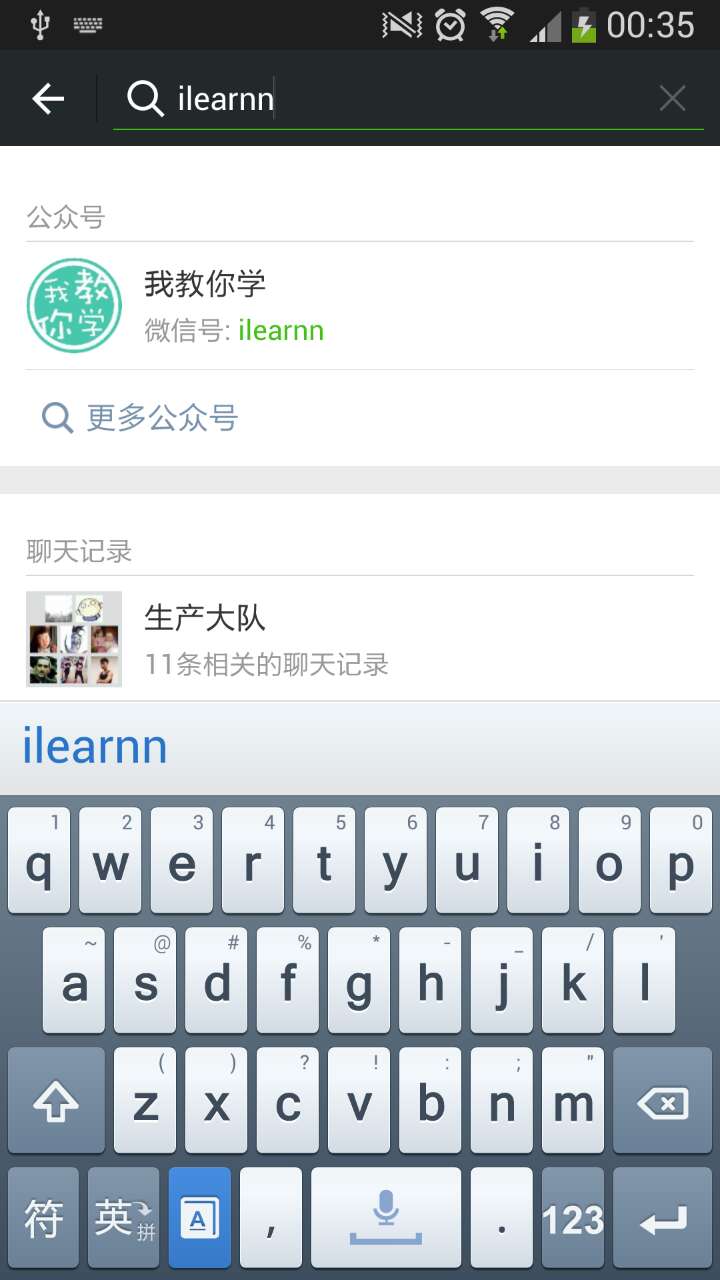 00:35
ilearnn
公众号
我教你学
我教你学
微信号: ilearnn
更多公众号
聊天记录
生产大队
11条相关的聊天记录
ilearnn
1 2 3 4 5 6 7 8 9 0
q w e r t y u i o p
~ @ # % * - _ / '
a s d f g h j k l
( ) ? ! : ; "
z x c v b n m
符 英 拼 A , . 123